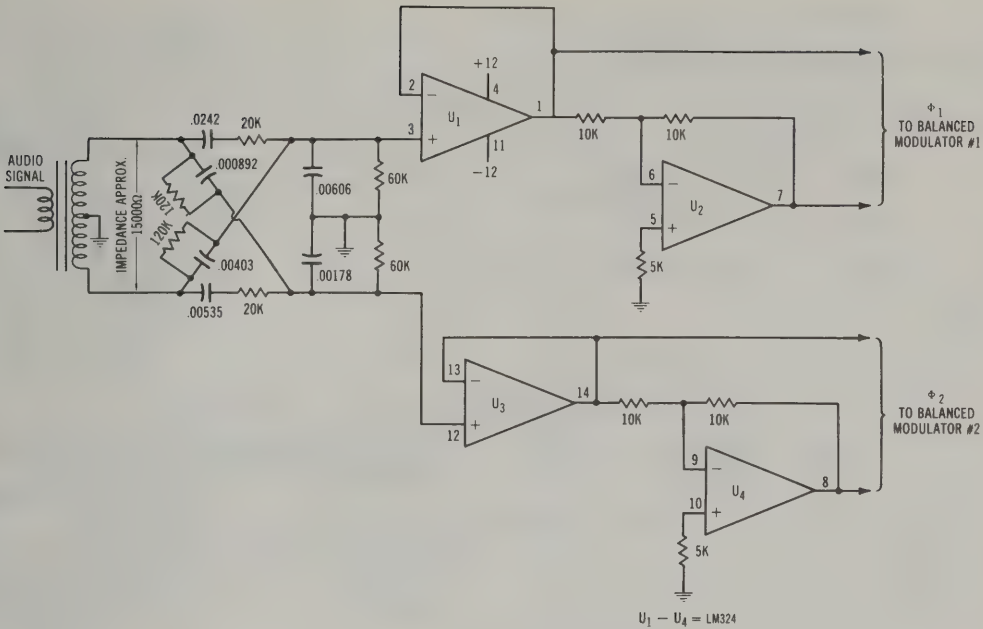 AUDIO
SIGNAL
IMPEDANCE APPROX.
15000Ω
.0242
20K
.000892
120K
120K
.00403
.00535
20K
.00606
.00178
60K
60K
2
3
−
+
U1
+12
4
11
−12
1
10K
10K
6
5
−
+
U2
7
5K
Φ1
TO BALANCED
MODULATOR #1
13
12
−
+
U3
14
10K
10K
9
10
−
+
U4
8
5K
Φ2
TO BALANCED
MODULATOR #2
U1 − U4 = LM324